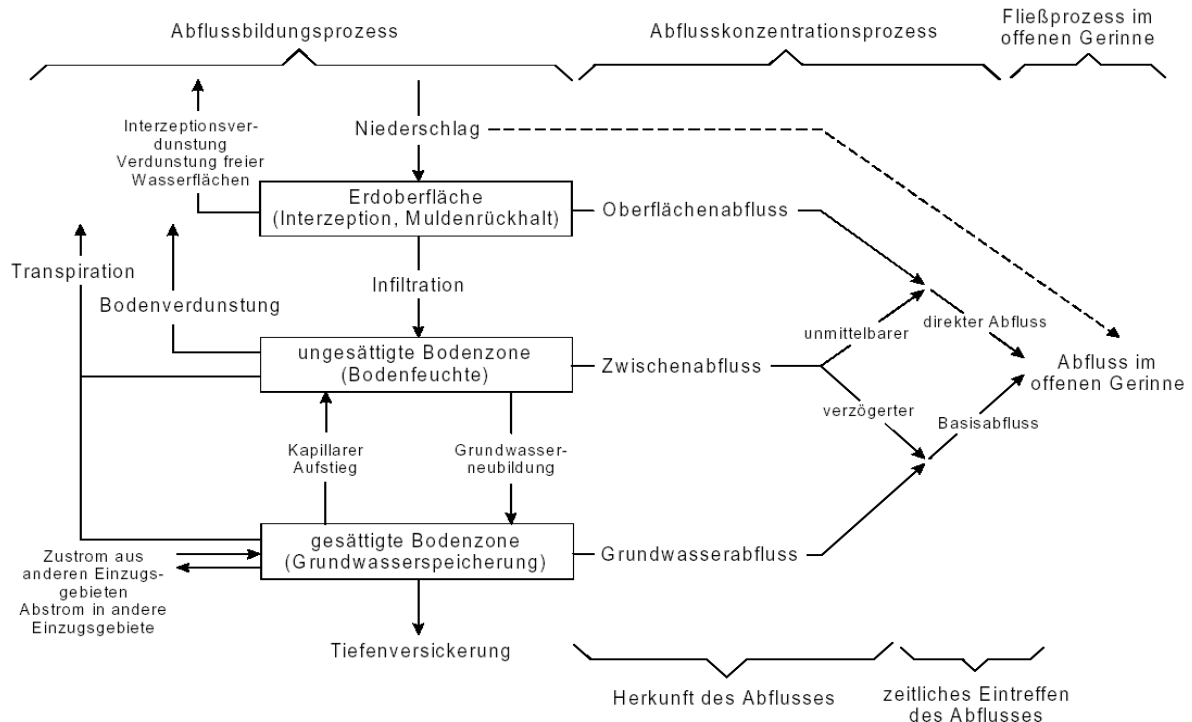 Abflussbildungsprozess
Abflusskonzentrationsprozess
Fließprozess im
offenen Gerinne
Interzeptionsver-
dunstung
Verdunstung freier
Wasserflächen
Niederschlag
Erdoberfläche
(Interzeption, Muldenrückhalt)
Oberflächenabfluss
Transpiration
Bodenverdunstung
Infiltration
unmittelbarer
direkter Abfluss
ungesättigte Bodenzone
(Bodenfeuchte)
Zwischenabfluss
Abfluss im
offenen Gerinne
verzögerter
Basisabfluss
Kapillarer
Aufstieg
Grundwasser-
neubildung
gesättigte Bodenzone
(Grundwasserspeicherung)
Grundwasserabfluss
Zustrom aus
anderen Einzugs-
gebieten
Abstrom in andere
Einzugsgebiete
Tiefenversickerung
Herkunft des Abflusses
zeitliches Eintreffen
des Abflusses